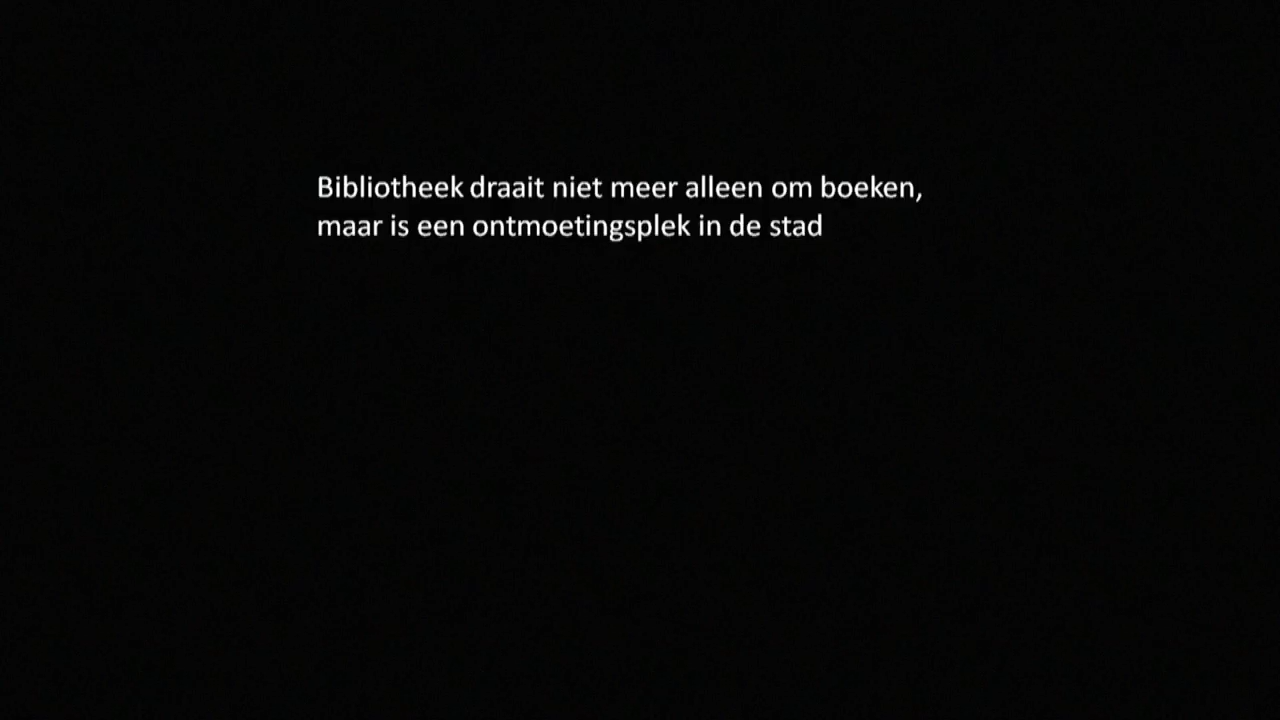 Bibliotheek draait niet meer alleen om boeken,
maar is een ontmoetingsplek in de stad